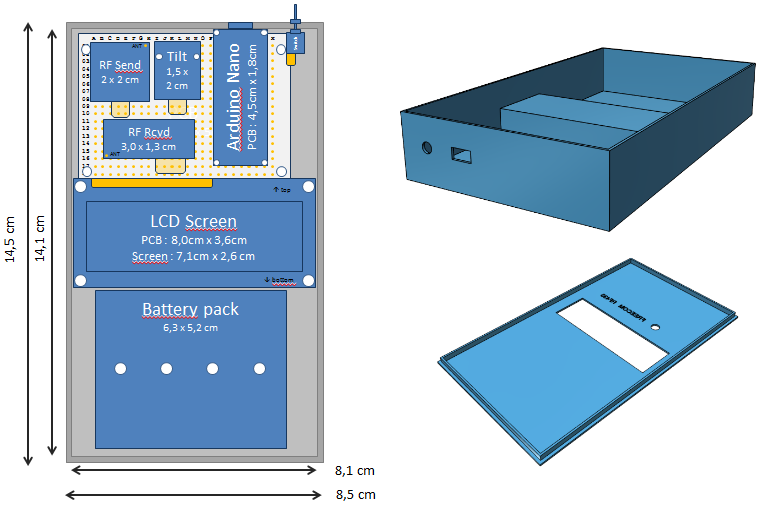 ANT
RF Send
2 x 2 cm
Tilt
1,5 x
2 cm
Arduino Nano
PCB : 4,5cm x 1,8cm
RF Rcvd
3,0 x 1,3 cm
ANT
↑ top
LCD Screen
PCB : 8,0cm x 3,6cm
Screen : 7,1cm x 2,6 cm
↓ bottom
Battery pack
6,3 x 5,2 cm
14,5 cm
14,1 cm
8,1 cm
8,5 cm